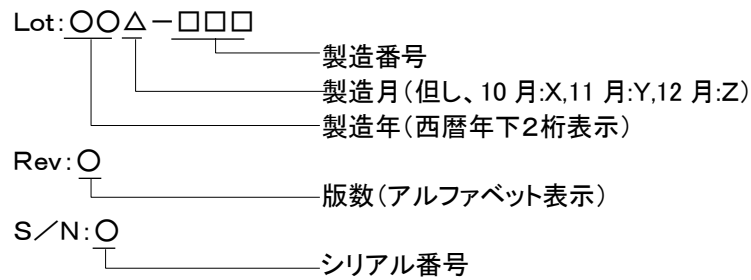 Lot:○○△－□□□
製造番号
製造月（但し、10 月:X,11 月:Y,12 月:Z）
製造年（西暦年下２桁表示）
Rev:○
版数（アルファベット表示）
S／N:○
シリアル番号